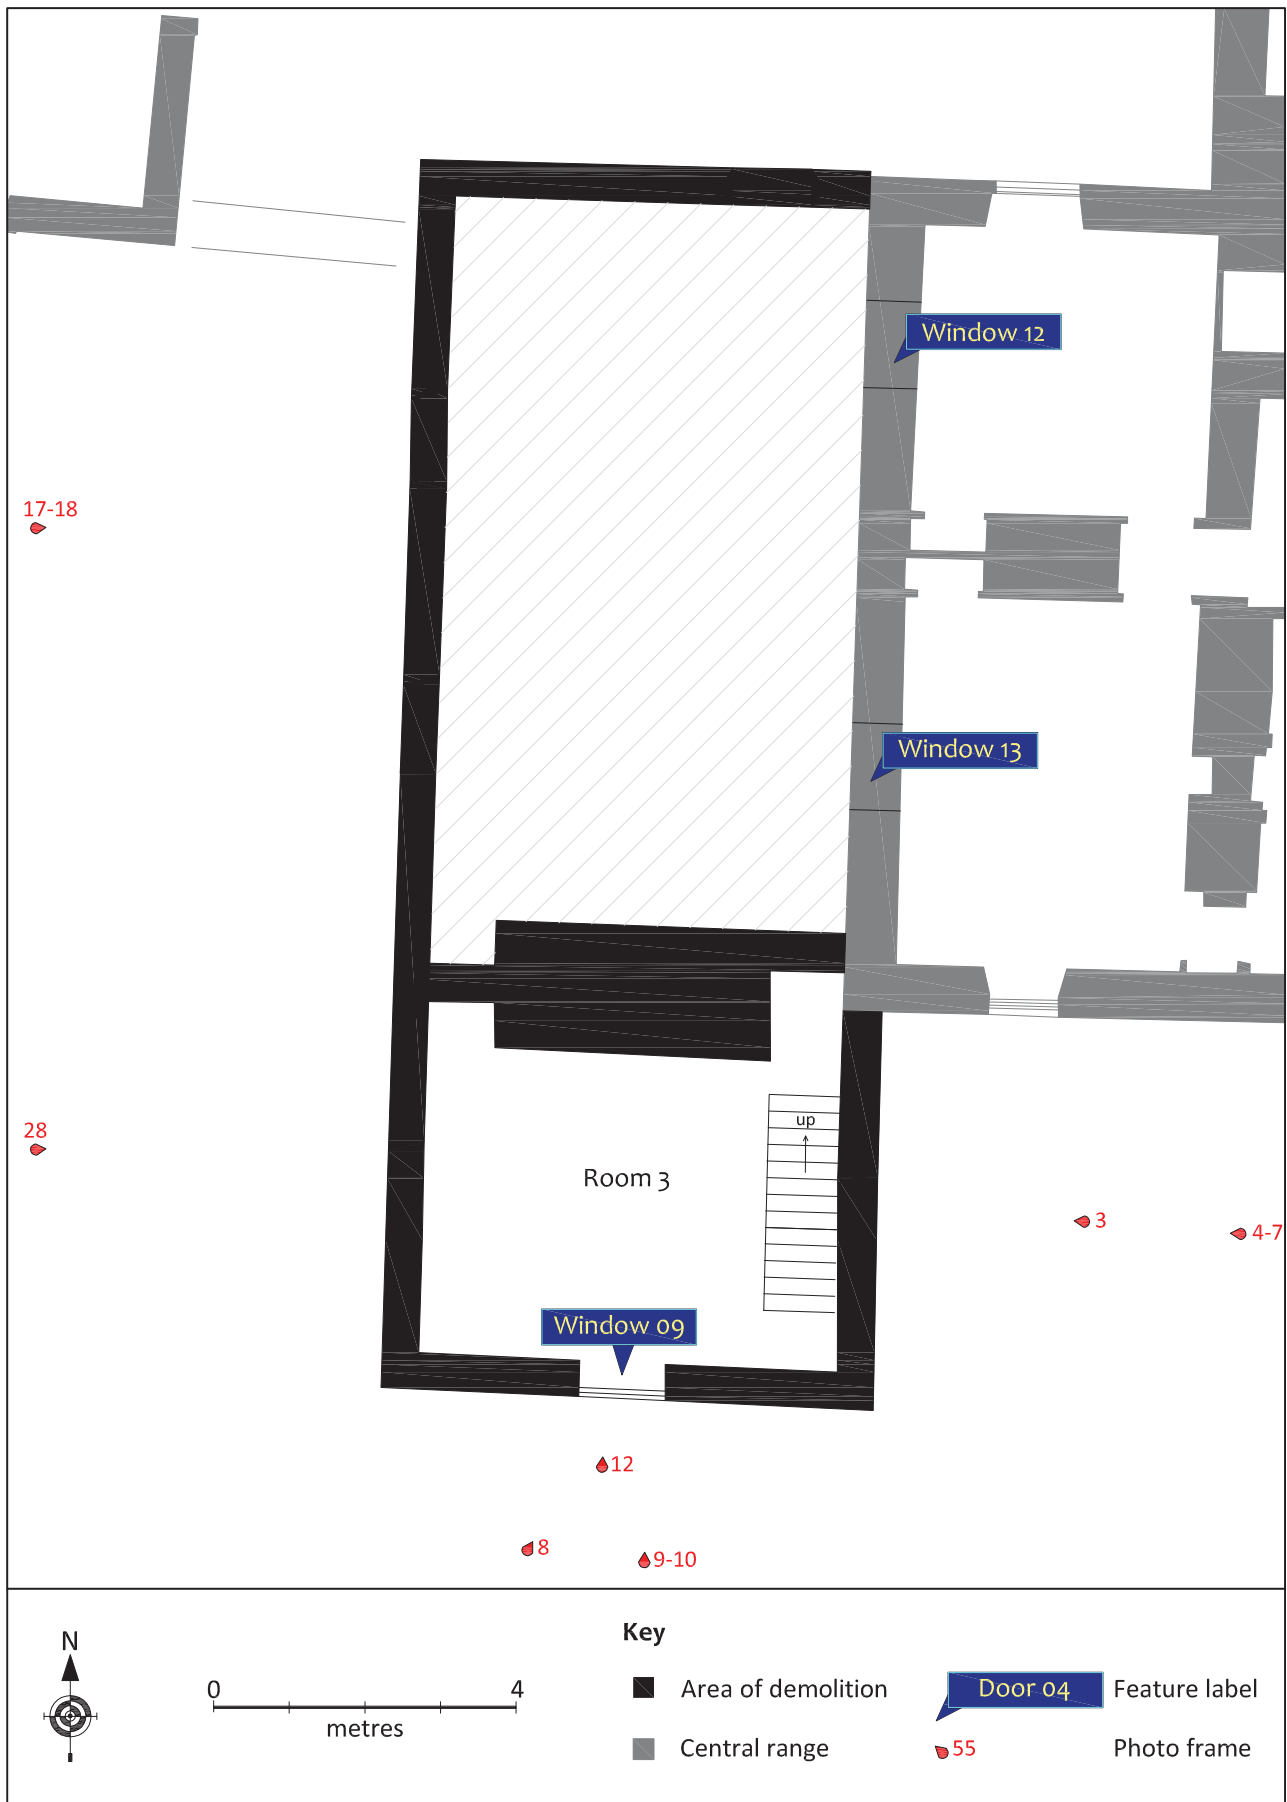 Window 12
17-18
Window 13
up
28
Room 3
3
4-7
Window 09
12
8
9-10
Key
N
0 4
metres
Area of demolition
Door 04 Feature label
Central range
55 Photo frame